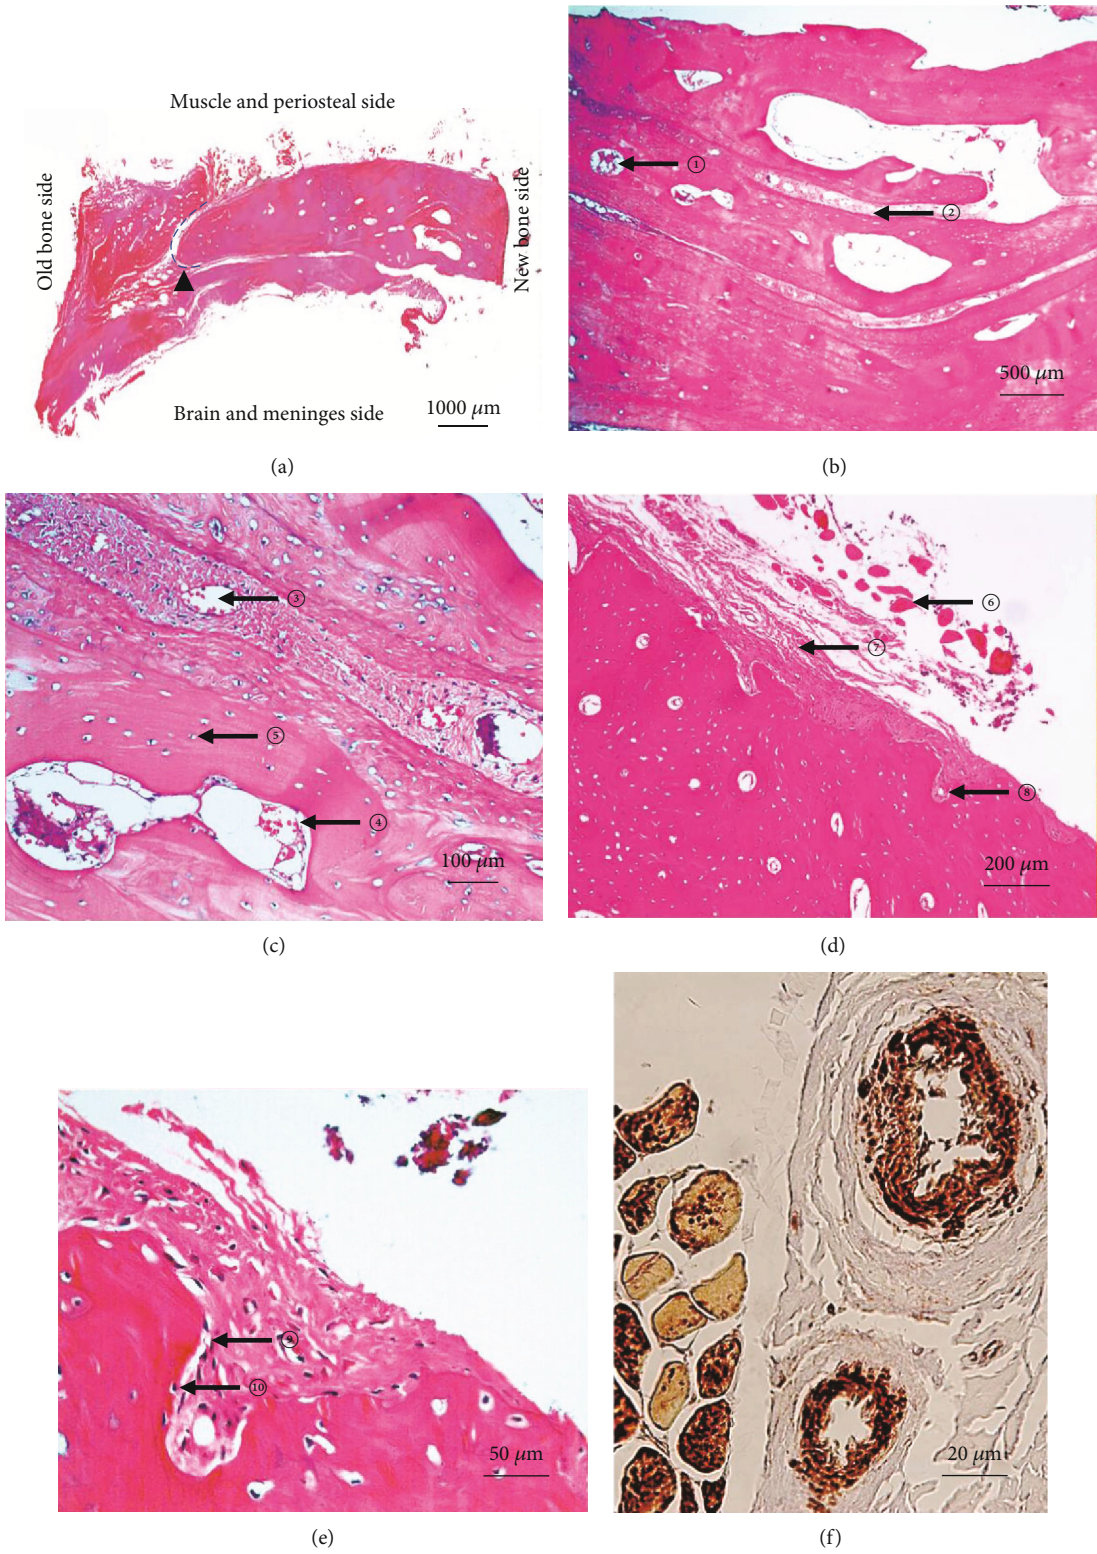 Muscle and periosteal side
Old bone side
New bone side
Brain and meninges side
1000 μm
(a)
①
②
500 μm
(b)
③
⑤
④
100 μm
(c)
⑥
⑦
⑧
200 μm
(d)
⑨
⑩
50 μm
(e)
20 μm
(f)